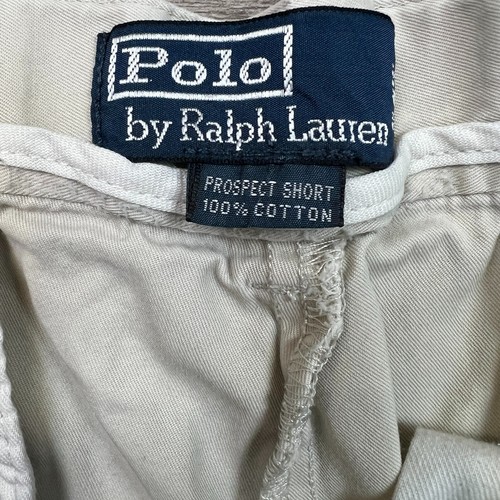 Polo
by Ralph Lauren
PROSPECT SHORT
100% COTTON